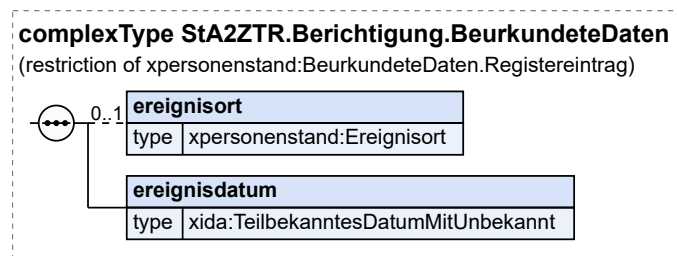 complexType StA2ZTR.Berichtigung.BeurkundeteDaten
(restriction of xpersonenstand:BeurkundeteDaten.Registereintrag)
0..1
ereignisort
type xpersonenstand:Ereignisort
ereignisdatum
type xida:TeilbekanntesDatumMitUnbekannt